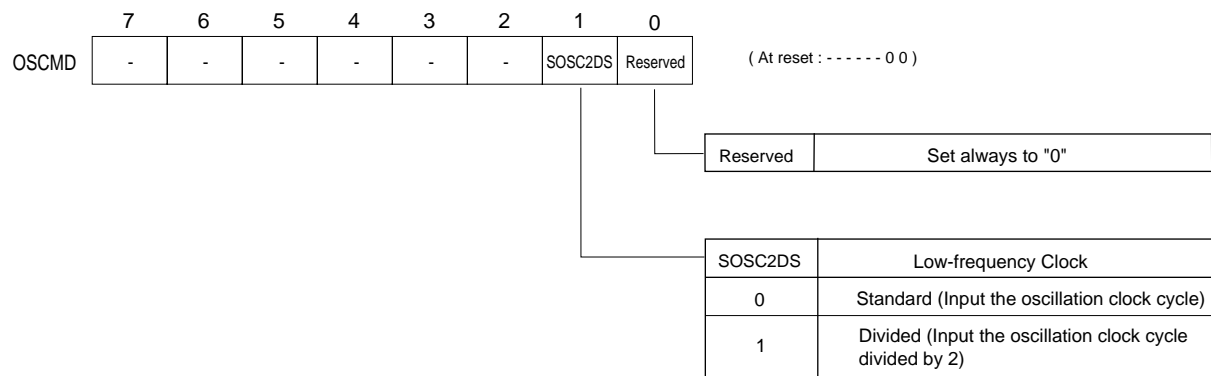 7 6 5 4 3 2 1 0
OSCMD - - - - - - SOSC2DS Reserved ( At reset : - - - - - - 0 0 )
Reserved Set always to "0"
SOSC2DS Low-frequency Clock
0 Standard (Input the oscillation clock cycle)
1 Divided (Input the oscillation clock cycle
divided by 2)